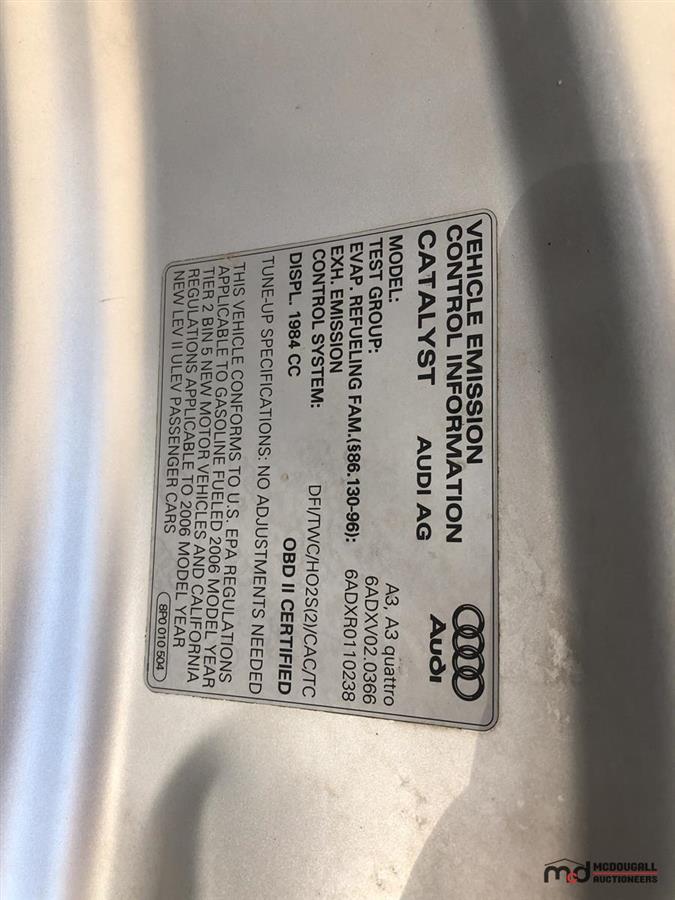 VEHICLE EMISSION
CONTROL INFORMATION
CATALYST AUDI AG
Audi
MODEL: A3, A3 quattro
TEST GROUP: 6ADXV02.0366
EVAP. REFUELING FAM.(§86.130-96): 6ADXR0110238
EXH. EMISSION
CONTROL SYSTEM: DFI/TWC/HO2S(2)/CAC/TC
DISPL. 1984 CC OBD II CERTIFIED
TUNE-UP SPECIFICATIONS: NO ADJUSTMENTS NEEDED
THIS VEHICLE CONFORMS TO U.S. EPA REGULATIONS
APPLICABLE TO GASOLINE FUELED 2006 MODEL YEAR
TIER 2 BIN 5 NEW MOTOR VEHICLES AND CALIFORNIA
REGULATIONS APPLICABLE TO 2006 MODEL YEAR
NEW LEV II ULEV PASSENGER CARS
8P0 010 504
mcd MCDOUGALL
AUCTIONEERS